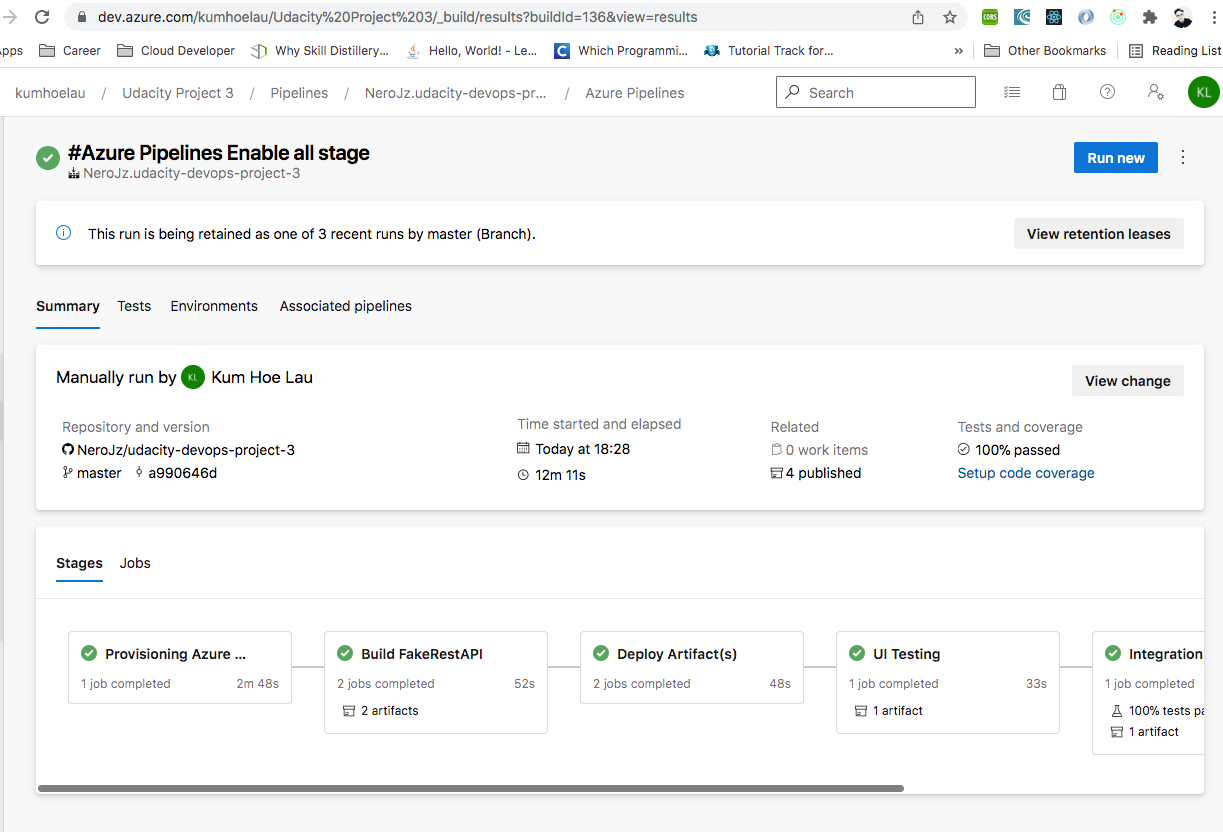 dev.azure.com/kumhoelau/Udacity%20Project%203/_build/results?buildId=136&view=results
CORS
pps Career Cloud Developer Why Skill Distillery... Hello, World! - Le... C Which Programmi... Tutorial Track for... » Other Bookmarks Reading List
kumhoelau / Udacity Project 3 / Pipelines / NeroJz.udacity-devops-pr... / Azure Pipelines Search KL
#Azure Pipelines Enable all stage
NeroJz.udacity-devops-project-3
Run new
This run is being retained as one of 3 recent runs by master (Branch). View retention leases
Summary Tests Environments Associated pipelines
Manually run by KL Kum Hoe Lau View change
Repository and version
NeroJz/udacity-devops-project-3
master a990646d
Time started and elapsed
Today at 18:28
12m 11s
Related
0 work items
4 published
Tests and coverage
100% passed
Setup code coverage
Stages Jobs
Provisioning Azure ...
1 job completed 2m 48s
Build FakeRestAPI
2 jobs completed 52s
2 artifacts
Deploy Artifact(s)
2 jobs completed 48s
UI Testing
1 job completed 33s
1 artifact
Integration
1 job completed
100% tests pa
1 artifact